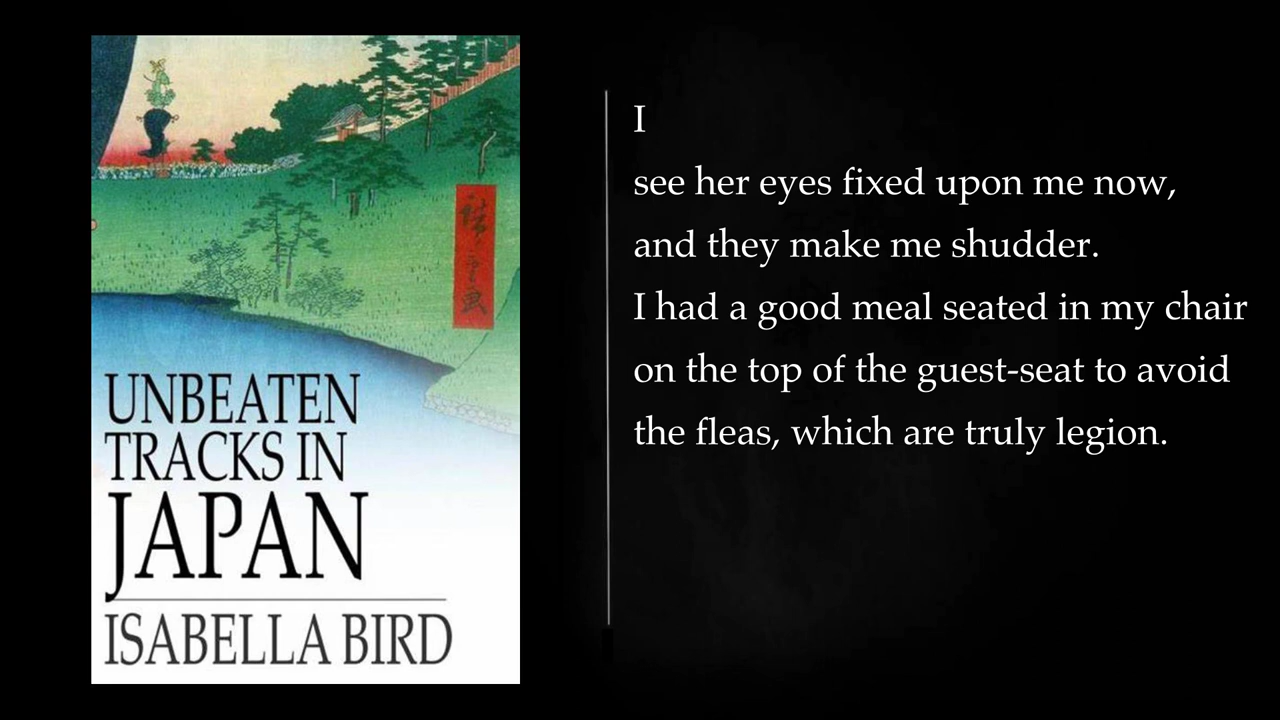 UNBEATEN
TRACKS IN
JAPAN
ISABELLA BIRD
I
see her eyes fixed upon me now,
and they make me shudder.
I had a good meal seated in my chair
on the top of the guest-seat to avoid
the fleas, which are truly legion.